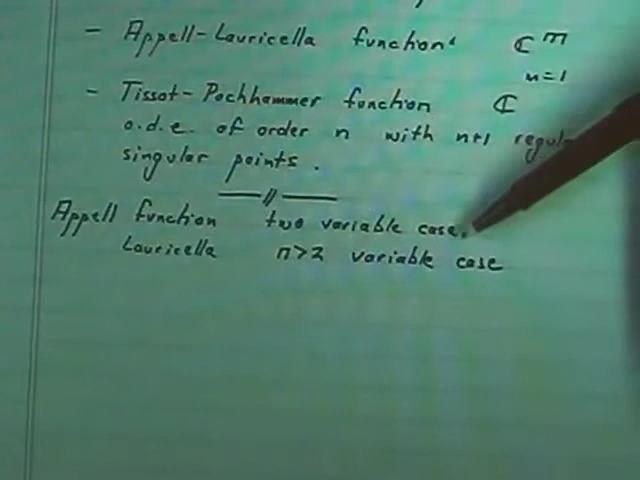 - Appell-Lauricella function' ℂ^m
n=1
- Tissot-Pochhammer function ℂ
o.d.e. of order n with n+1 regular
singular points.
Appell function two variable case.
Lauricella n>2 variable case